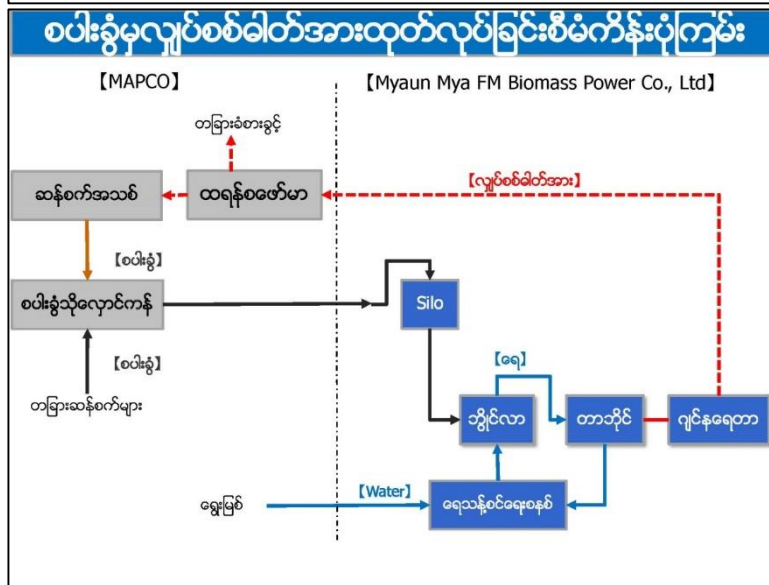 စပါးခွံမှလျှပ်စစ်ဓါတ်အားထုတ်လုပ်ခြင်းစီမံကိန်းပုံကြမ်း
【MAPCO】
【Myaun Mya FM Biomass Power Co., Ltd】
တခြားခံစားခွင့်
【လျှပ်စစ်ဓါတ်အား】
ဆန်စက်အသစ်
ထရန်စဖော်မာ
【စပါးခွံ】
စပါးခွံသိုလှောင်ကန်
Silo
【စပါးခွံ】
【ရေ】
တခြားဆန်စက်များ
ဘွိုင်လာ
တာဘိုင်
ဂျင်နရေတာ
【Water】
ရွေးမြစ်
ရေသန့်စင်ရေးစနစ်